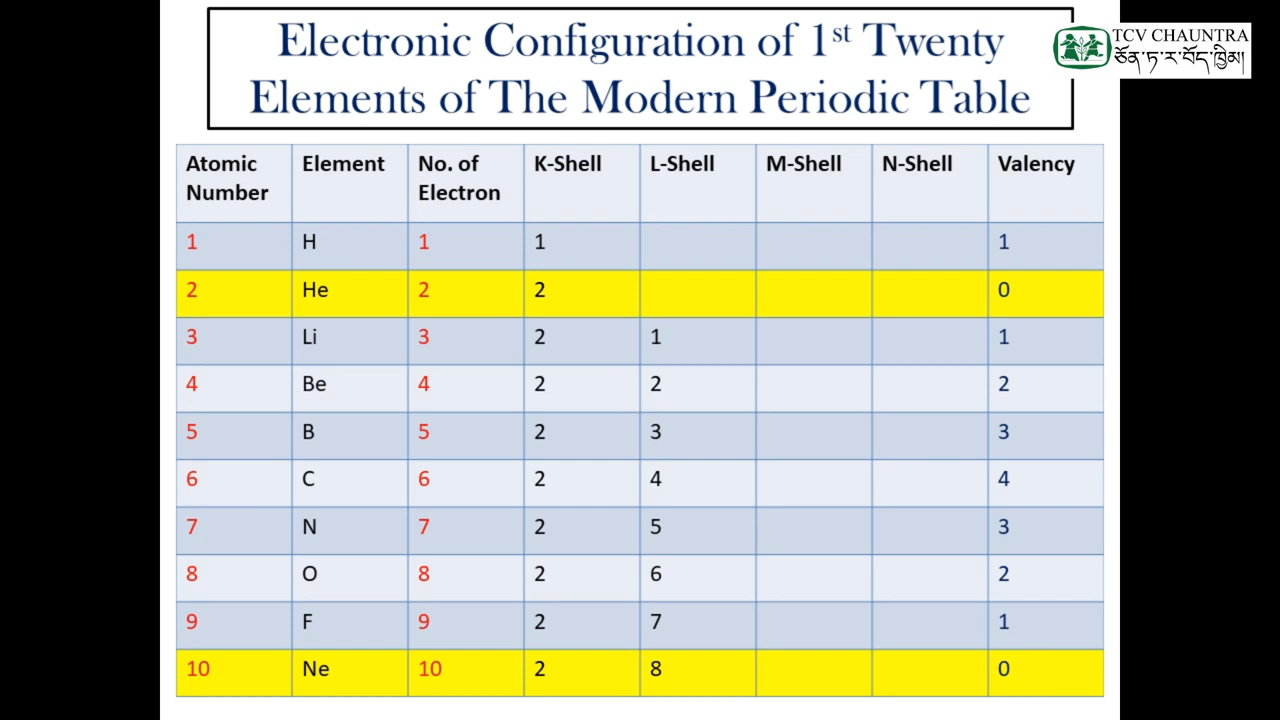 Electronic Configuration of 1st Twenty
Elements of The Modern Periodic Table
TCV CHAUNTRA
ཅོན་ཏ་ར་བོད་ཁྱིམ།
Atomic Number Element No. of Electron K-Shell L-Shell M-Shell N-Shell Valency
1 H 1 1 1
2 He 2 2 0
3 Li 3 2 1 1
4 Be 4 2 2 2
5 B 5 2 3 3
6 C 6 2 4 4
7 N 7 2 5 3
8 O 8 2 6 2
9 F 9 2 7 1
10 Ne 10 2 8 0